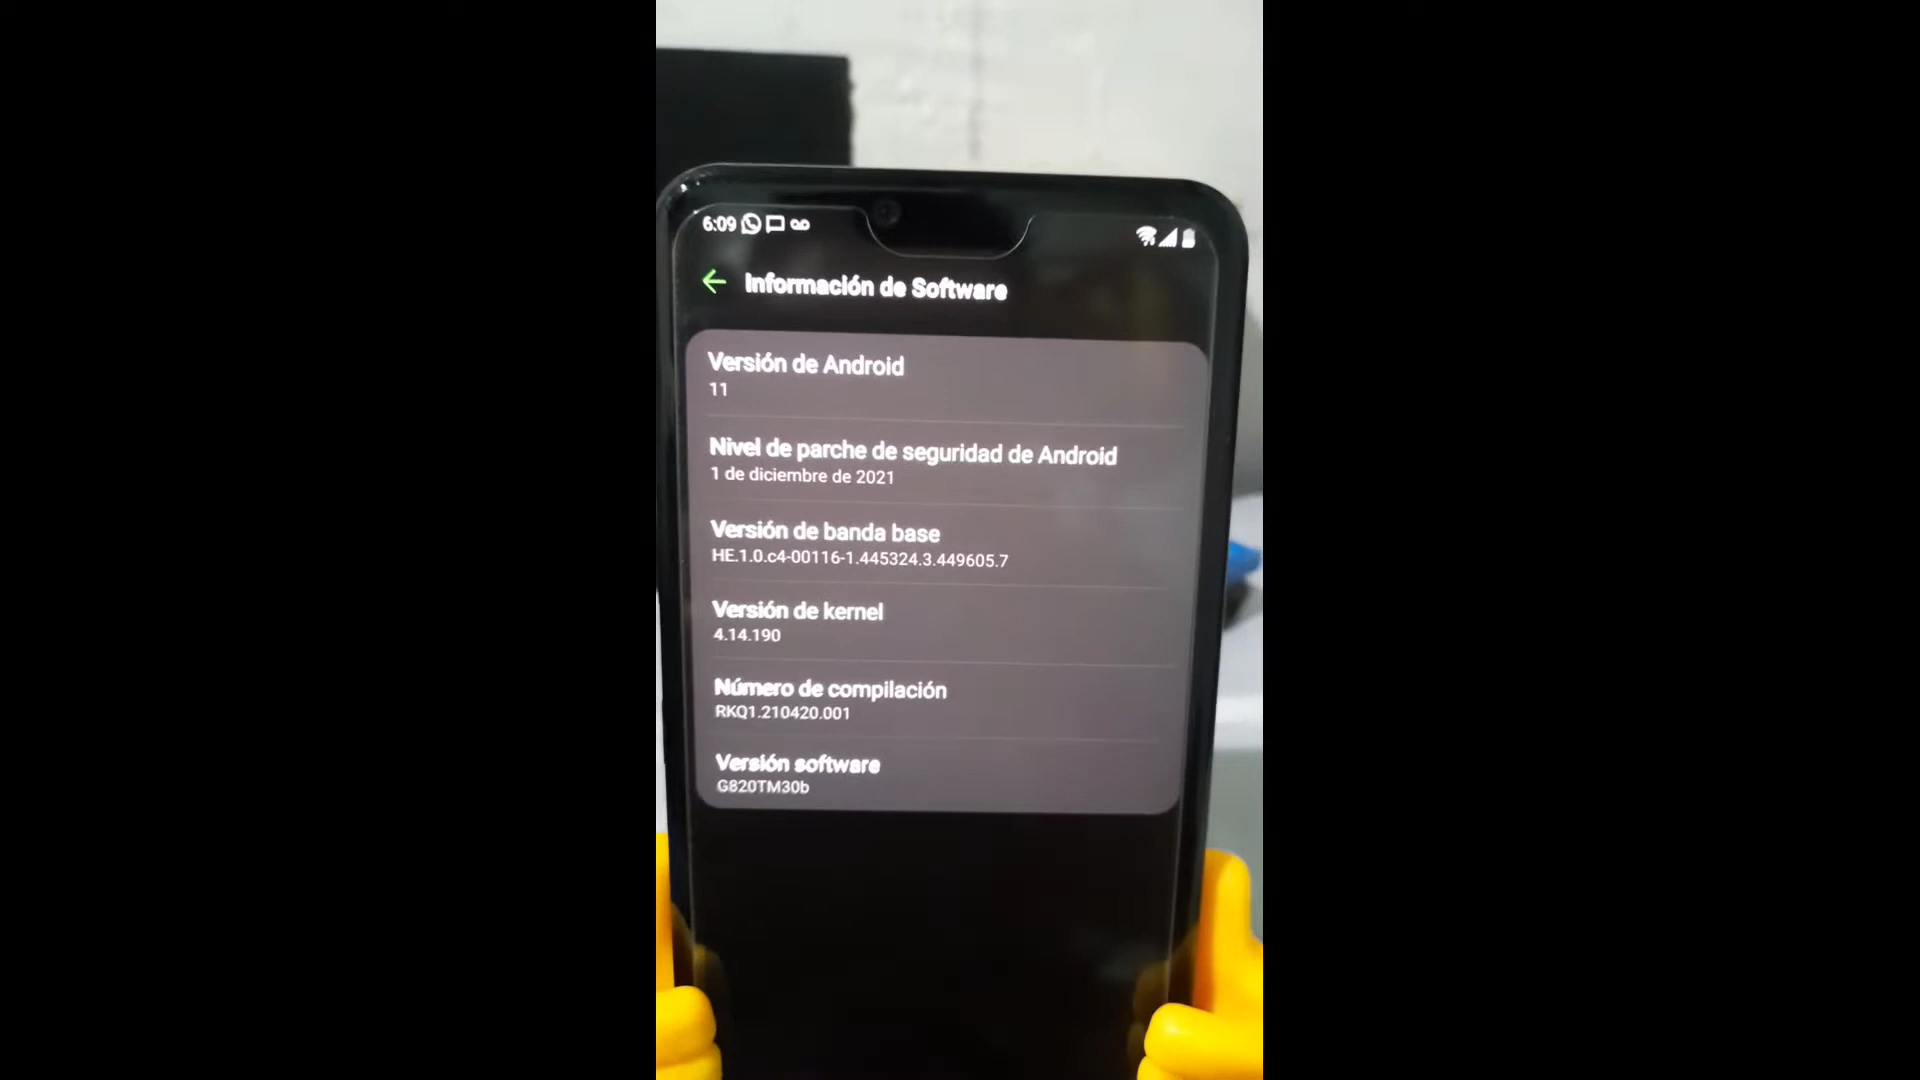 6:09
Información de Software
Versión de Android
11
Nivel de parche de seguridad de Android
1 de diciembre de 2021
Versión de banda base
HE.1.0.c4-00116-1.445324.3.449605.7
Versión de kernel
4.14.190
Número de compilación
RKQ1.210420.001
Versión software
G820TM30b